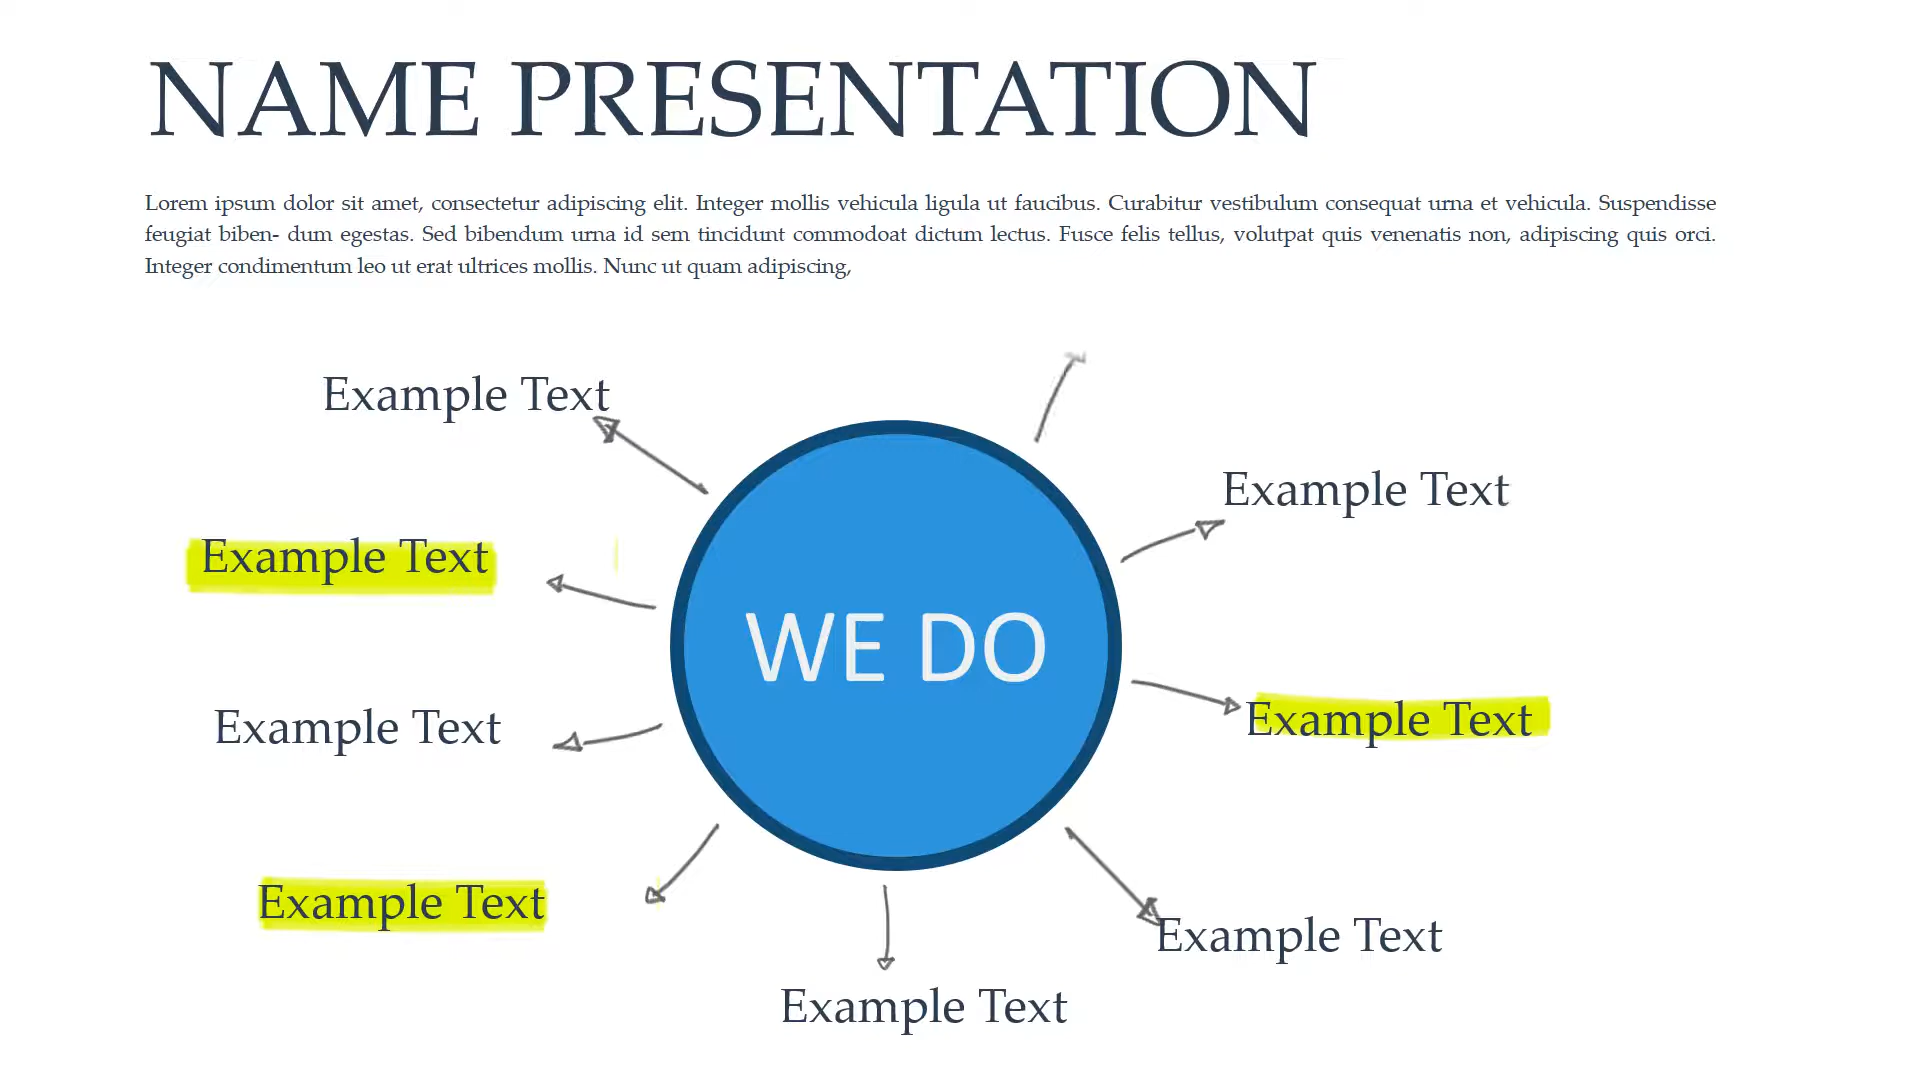 NAME PRESENTATION
Lorem ipsum dolor sit amet, consectetur adipiscing elit. Integer mollis vehicula ligula ut faucibus. Curabitur vestibulum consequat urna et vehicula. Suspendisse
feugiat biben- dum egestas. Sed bibendum urna id sem tincidunt commodoat dictum lectus. Fusce felis tellus, volutpat quis venenatis non, adipiscing quis orci.
Integer condimentum leo ut erat ultrices mollis. Nunc ut quam adipiscing,
Example Text
Example Text
Example Text
WE DO
Example Text
Example Text
Example Text
Example Text
Example Text